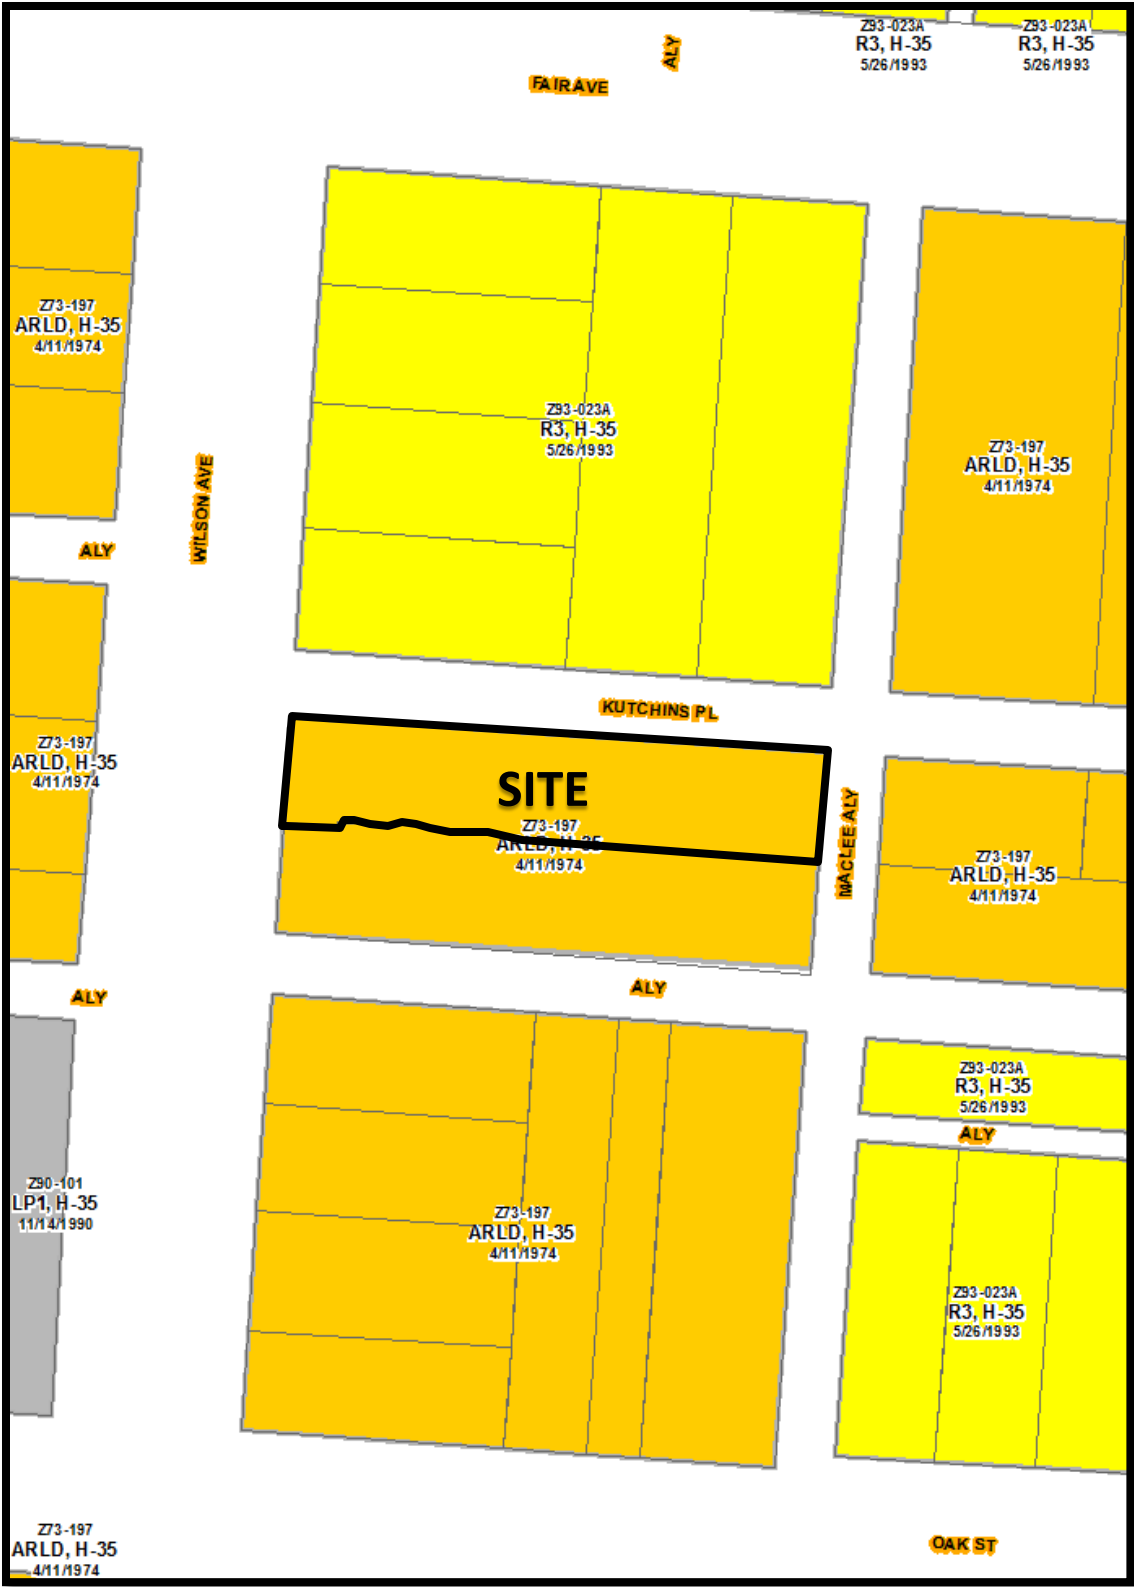 Z93-023A
R3, H-35
5/26/1993
Z93-023A
R3, H-35
5/26/1993
ALY
FAIR AVE
Z73-197
ARLD, H-35
4/11/1974
Z93-023A
R3, H-35
5/26/1993
Z73-197
ARLD, H-35
4/11/1974
WILSON AVE
ALY
KUTCHINS PL
Z73-197
ARLD, H-35
4/11/1974
SITE
Z73-197
ARLD, H-35
4/11/1974
MACLEE ALY
Z73-197
ARLD, H-35
4/11/1974
ALY
ALY
Z93-023A
R3, H-35
5/26/1993
ALY
Z90-101
LP1, H-35
11/14/1990
Z73-197
ARLD, H-35
4/11/1974
Z93-023A
R3, H-35
5/26/1993
Z73-197
ARLD, H-35
4/11/1974
OAK ST